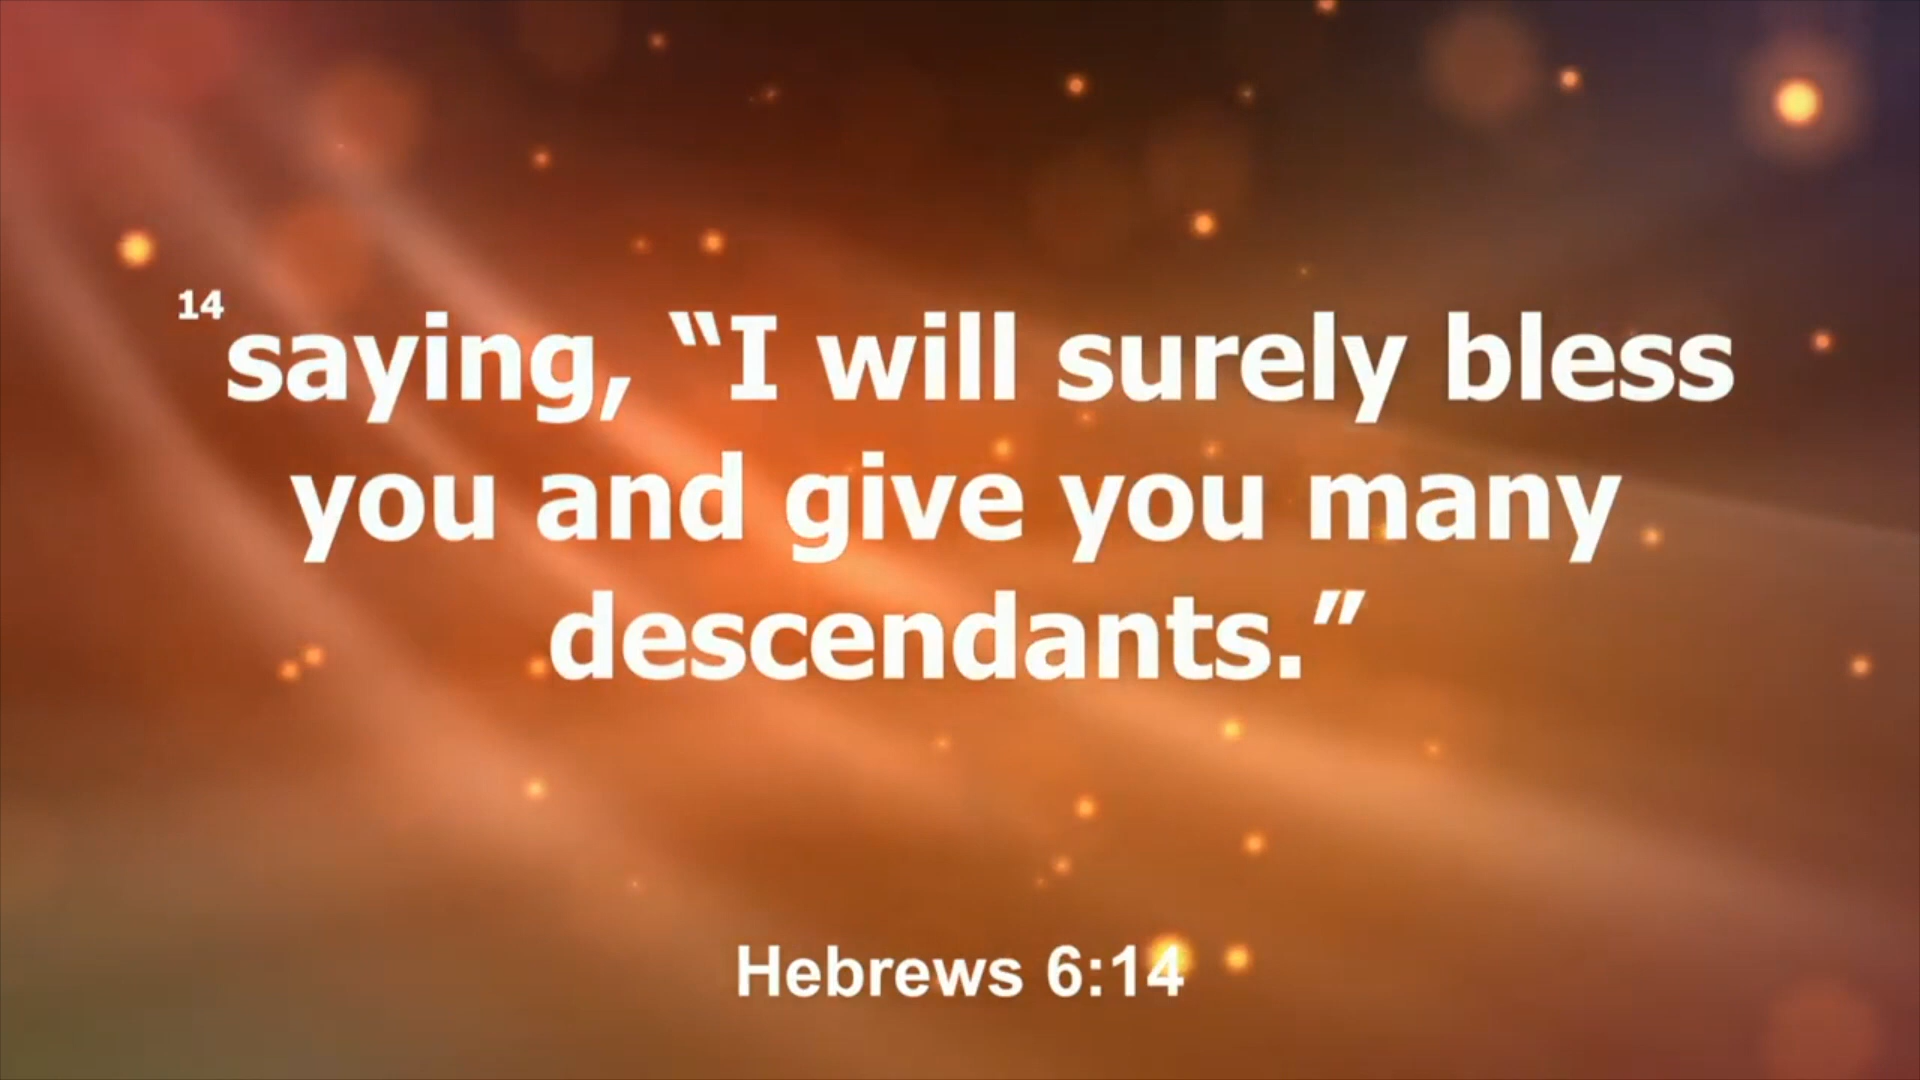 14 saying, “I will surely bless
you and give you many
descendants.”
Hebrews 6:14